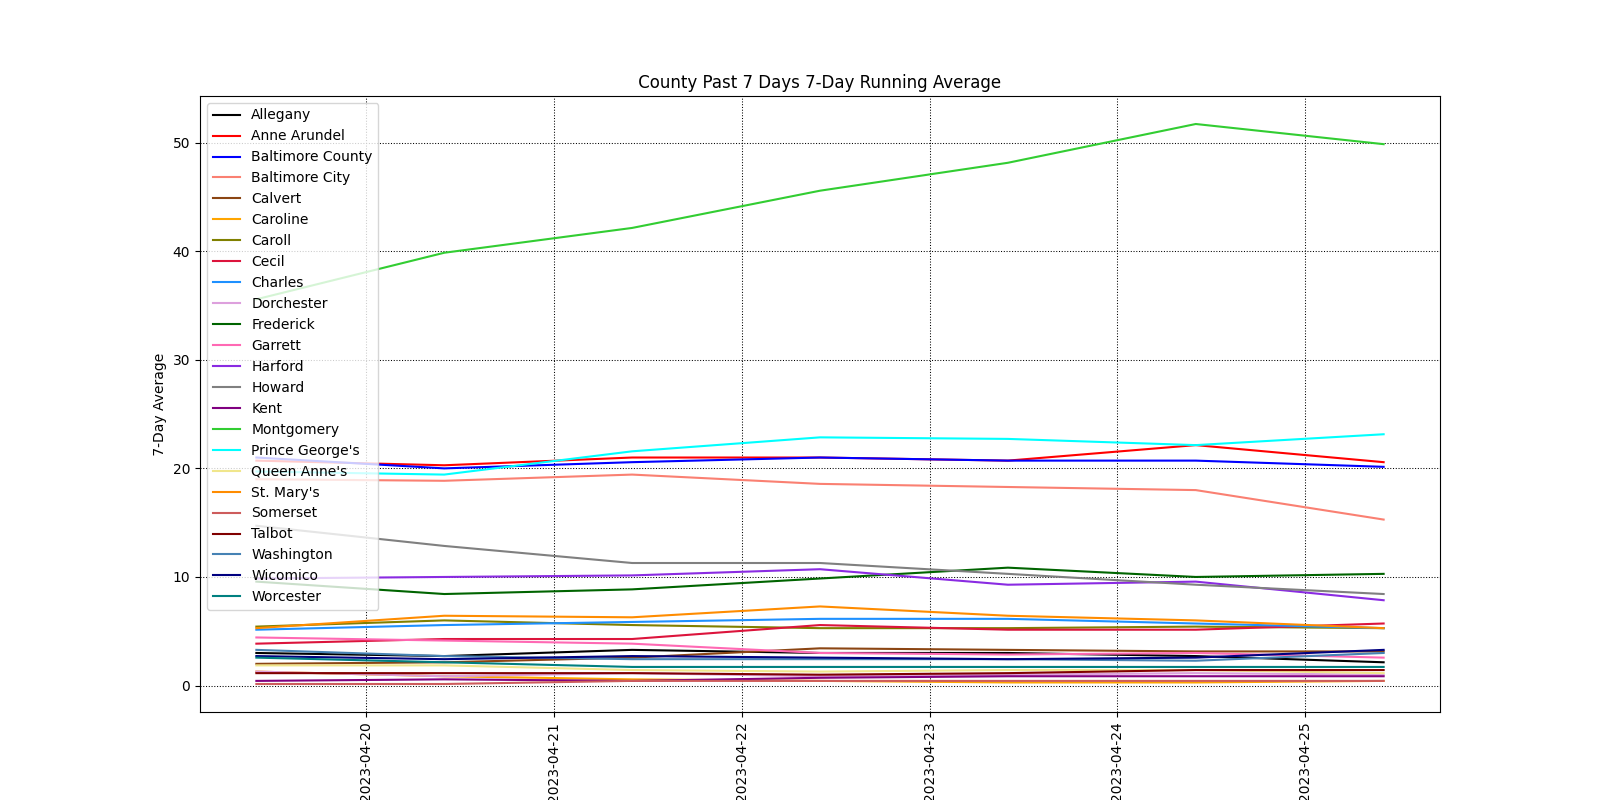 County Past 7 Days 7-Day Running Average
7-Day Average
50
40
30
20
10
0
Allegany
Anne Arundel
Baltimore County
Baltimore City
Calvert
Caroline
Caroll
Cecil
Charles
Dorchester
Frederick
Garrett
Harford
Howard
Kent
Montgomery
Prince George's
Queen Anne's
St. Mary's
Somerset
Talbot
Washington
Wicomico
Worcester
2023-04-20
2023-04-21
2023-04-22
2023-04-23
2023-04-24
2023-04-25